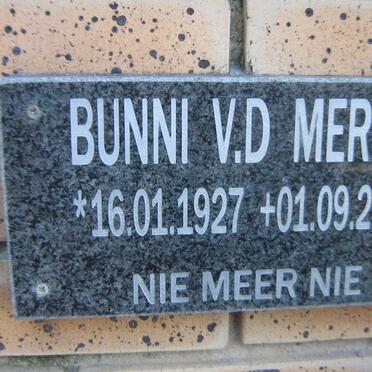 BUNNI V.D MER
*16.01.1927 +01.09.2
NIE MEER NIE